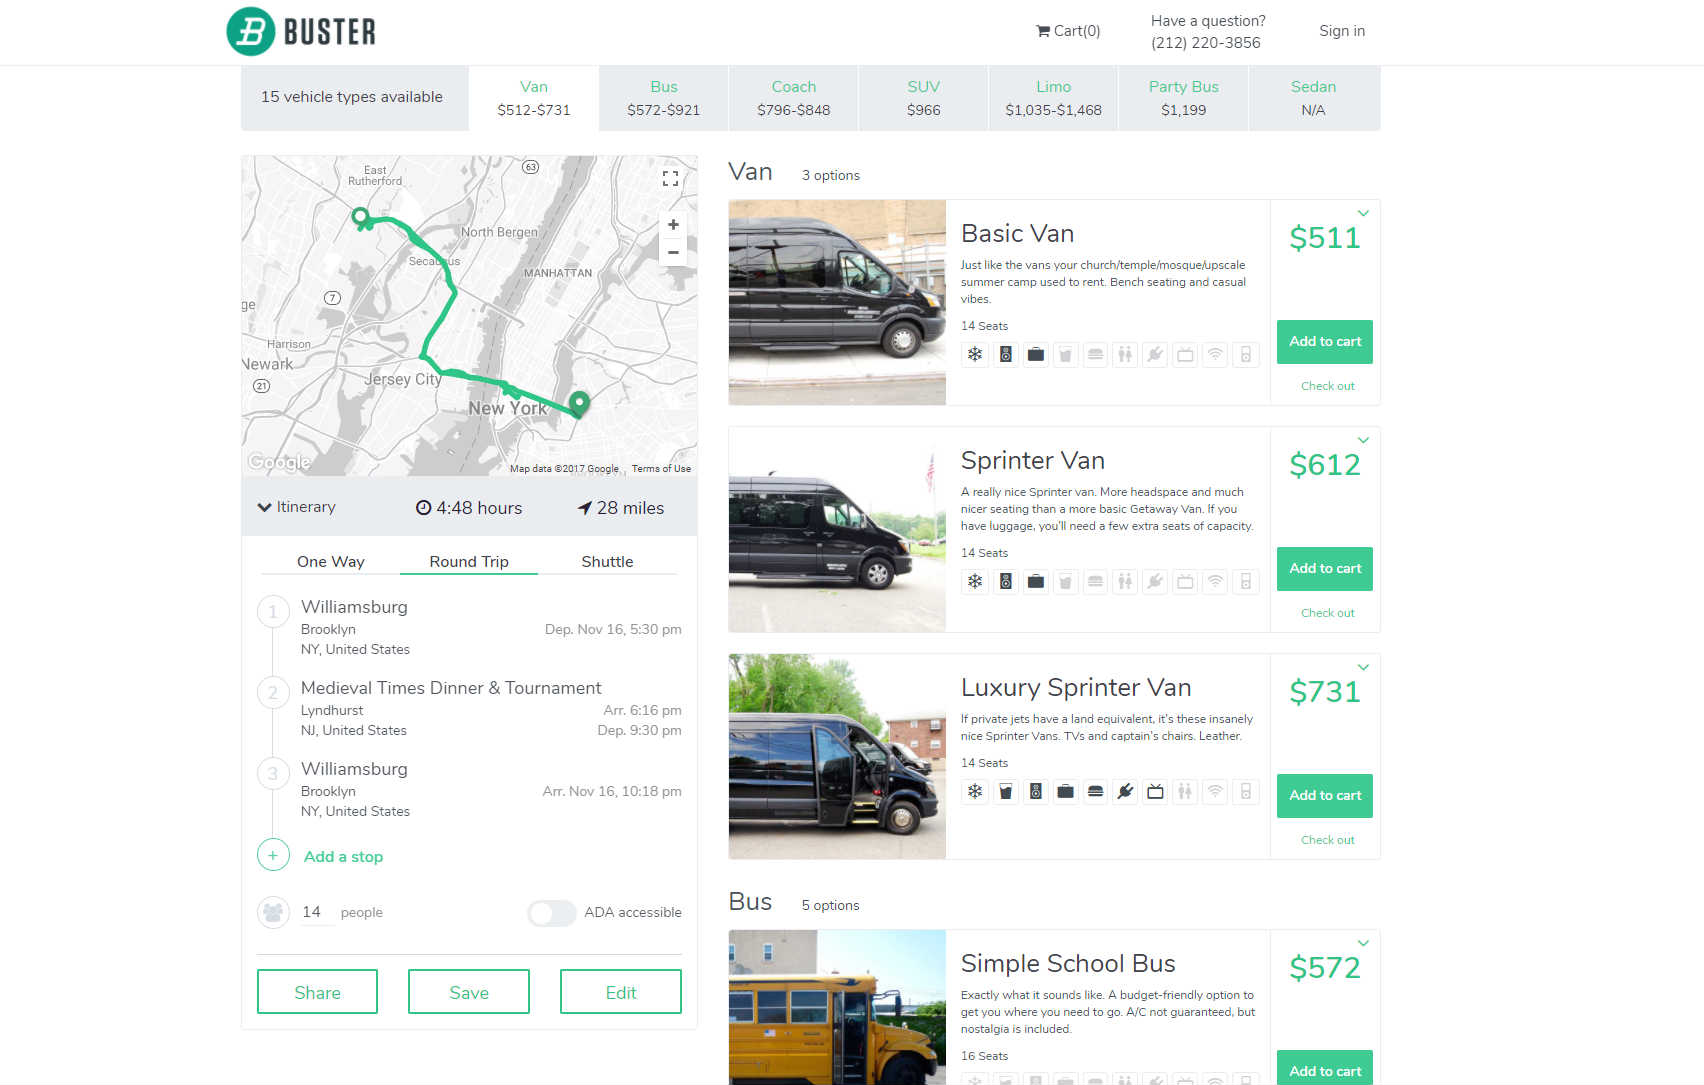 BUSTER
Cart(0)
Have a question?
(212) 220-3856
Sign in
15 vehicle types available
Van
$512-$731
Bus
$572-$921
Coach
$796-$848
SUV
$966
Limo
$1,035-$1,468
Party Bus
$1,199
Sedan
N/A
East
Rutherford
63
North Bergen
Secaucus
MANHATTAN
7
ge
Harrison
Newark
21
Jersey City
New York
Google
Map data ©2017 Google
Terms of Use
Itinerary
4:48 hours
28 miles
One Way
Round Trip
Shuttle
1
Williamsburg
Brooklyn
Dep. Nov 16, 5:30 pm
NY, United States
2
Medieval Times Dinner & Tournament
Lyndhurst
Arr. 6:16 pm
NJ, United States
Dep. 9:30 pm
3
Williamsburg
Brooklyn
Arr. Nov 16, 10:18 pm
NY, United States
+ Add a stop
14 people
ADA accessible
Share
Save
Edit
Van
3 options
Basic Van
Just like the vans your church/temple/mosque/upscale
summer camp used to rent. Bench seating and casual
vibes.
14 Seats
$511
Add to cart
Check out
Sprinter Van
A really nice Sprinter van. More headspace and much
nicer seating than a more basic Getaway Van. If you
have luggage, you'll need a few extra seats of capacity.
14 Seats
$612
Add to cart
Check out
Luxury Sprinter Van
If private jets have a land equivalent, it's these insanely
nice Sprinter Vans. TVs and captain's chairs. Leather.
14 Seats
$731
Add to cart
Check out
Bus
5 options
Simple School Bus
Exactly what it sounds like. A budget-friendly option to
get you where you need to go. A/C not guaranteed, but
nostalgia is included.
16 Seats
$572
Add to cart